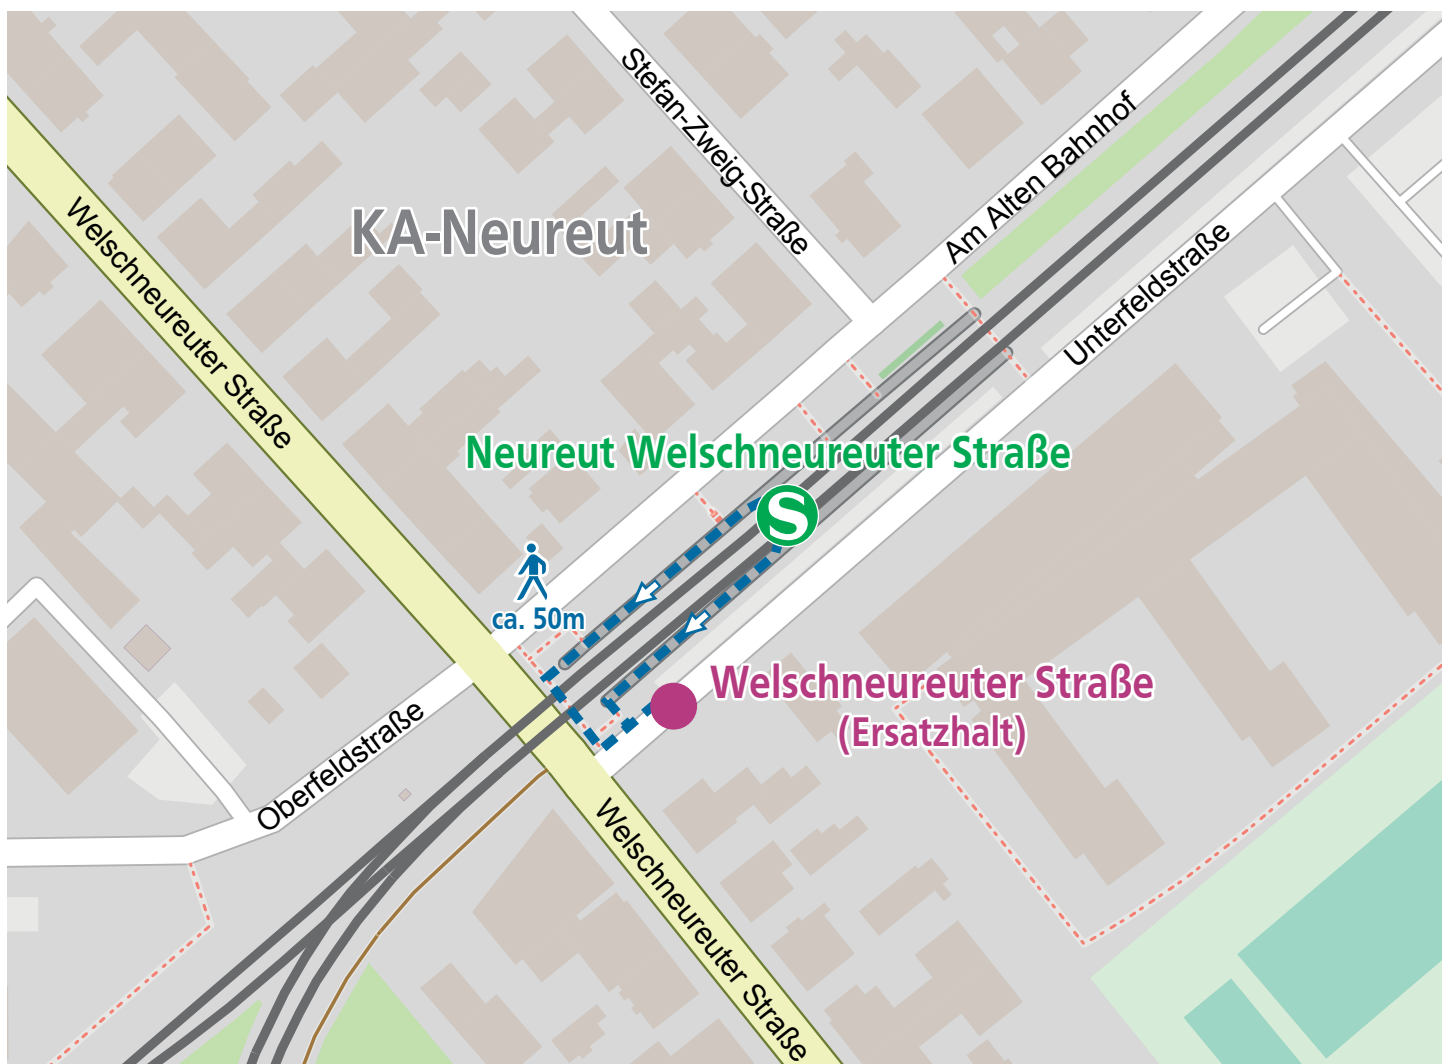 Stefan-Zweig-Straße
Am Alten Bahnhof
Welschneureuter Straße
KA-Neureut
Unterfeldstraße
Neureut Welschneureuter Straße
S
ca. 50m
Welschneureuter Straße
(Ersatzhalt)
Oberfeldstraße
Welschneureuter Straße